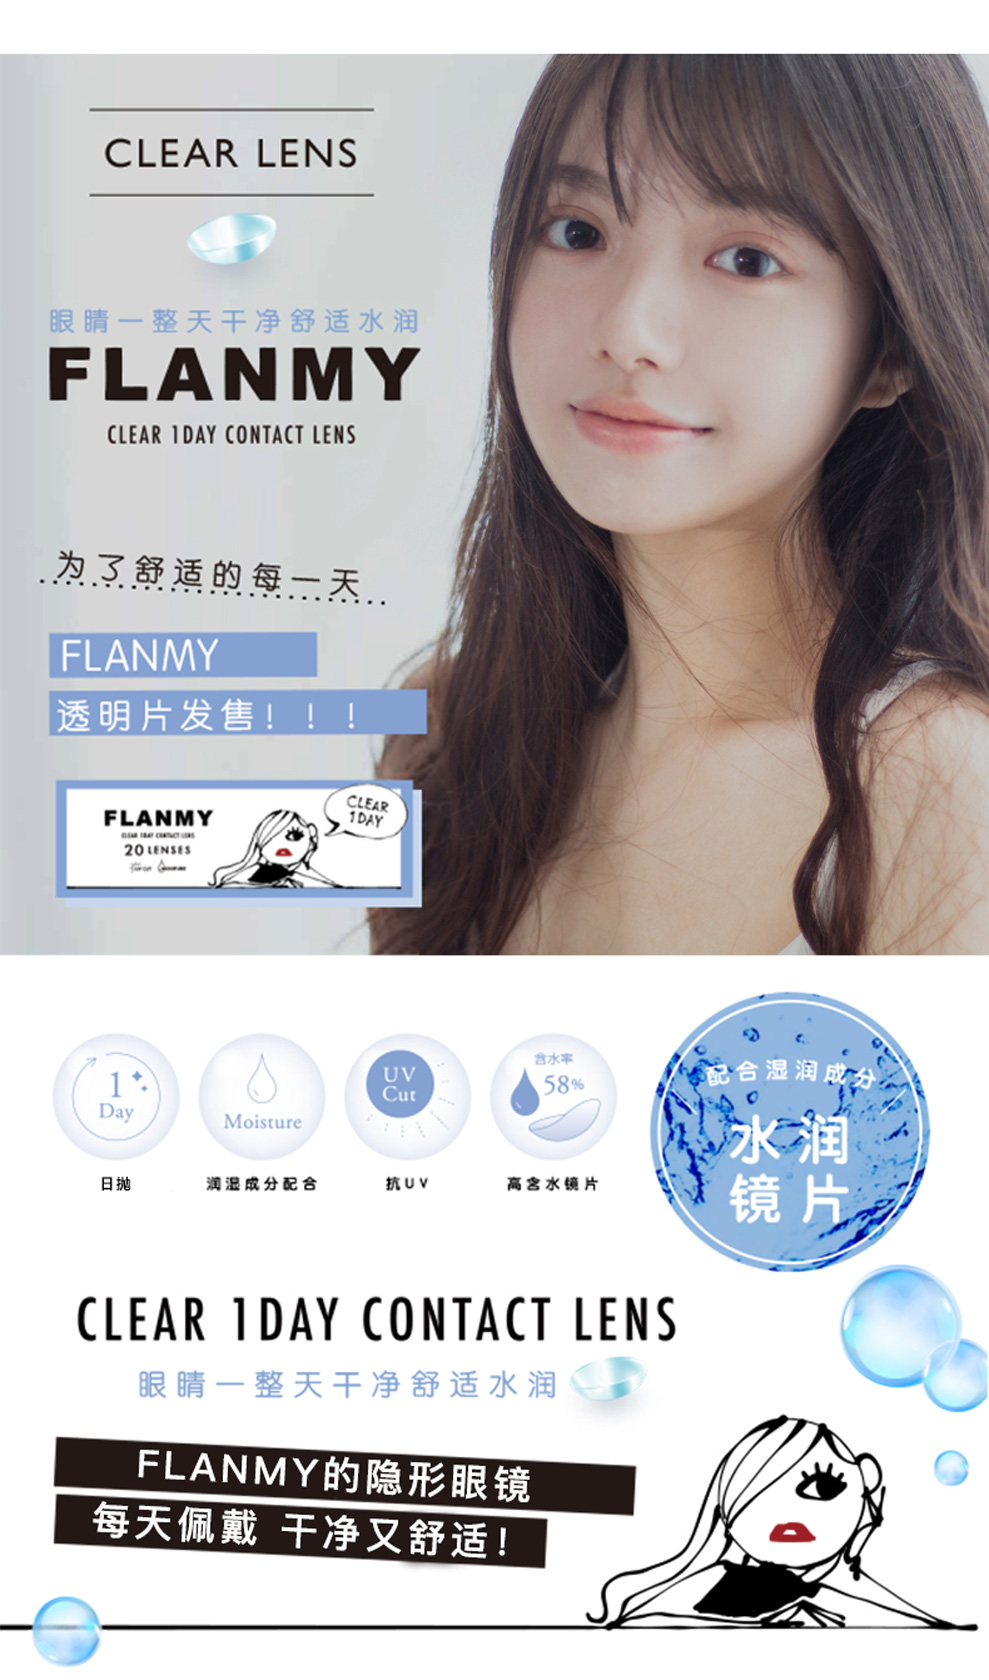 CLEAR LENS
眼睛一整天干净舒适水润
FLANMY
CLEAR 1DAY CONTACT LENS
为了舒适的每一天
FLANMY
透明片发售！！！
FLANMY
CLEAR 1DAY CONTACT LENS
20 LENSES
CLEAR
1DAY
1
Day
日抛
Moisture
润湿成分配合
UV
Cut
抗UV
含水率
58%
高含水镜片
配合湿润成分
水润
镜片
CLEAR 1DAY CONTACT LENS
眼睛一整天干净舒适水润
FLANMY的隐形眼镜
每天佩戴 干净又舒适！